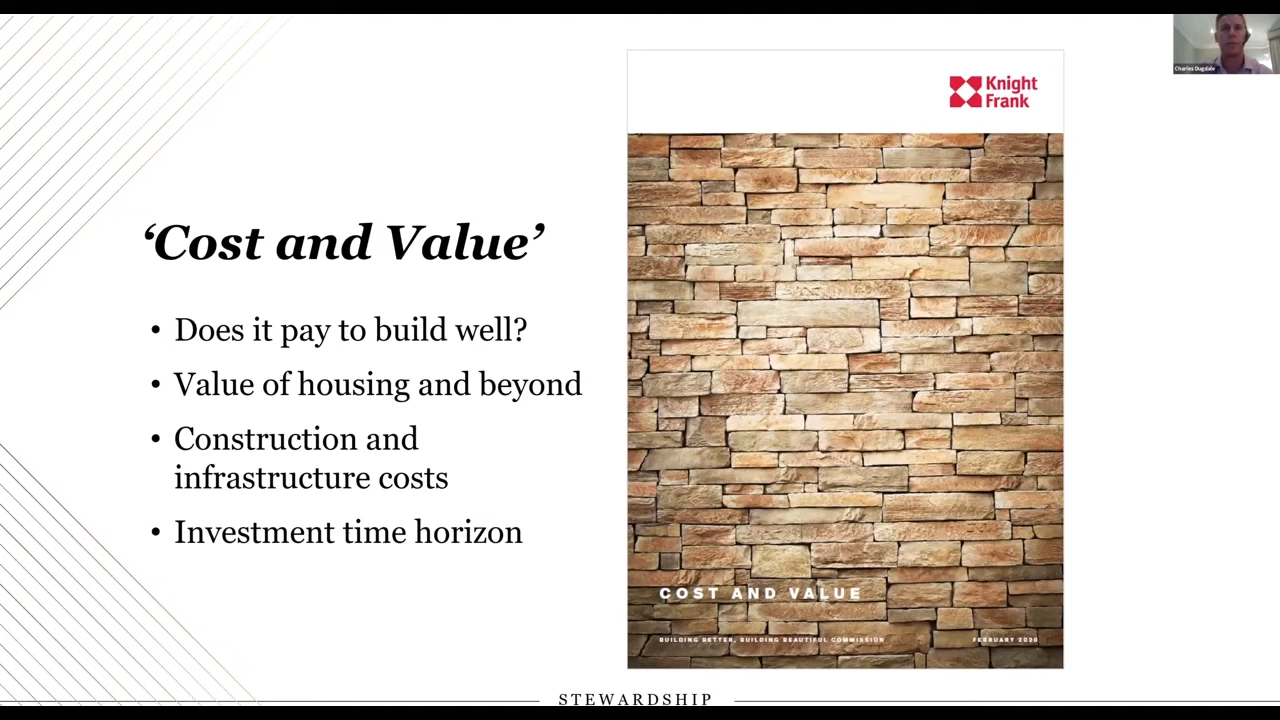 Charles Dugdale
Knight
Frank
‘Cost and Value’
• Does it pay to build well?
• Value of housing and beyond
• Construction and
infrastructure costs
• Investment time horizon
COST AND VALUE
BUILDING BETTER, BUILDING BEAUTIFUL COMMISSION
FEBRUARY 2020
STEWARDSHIP